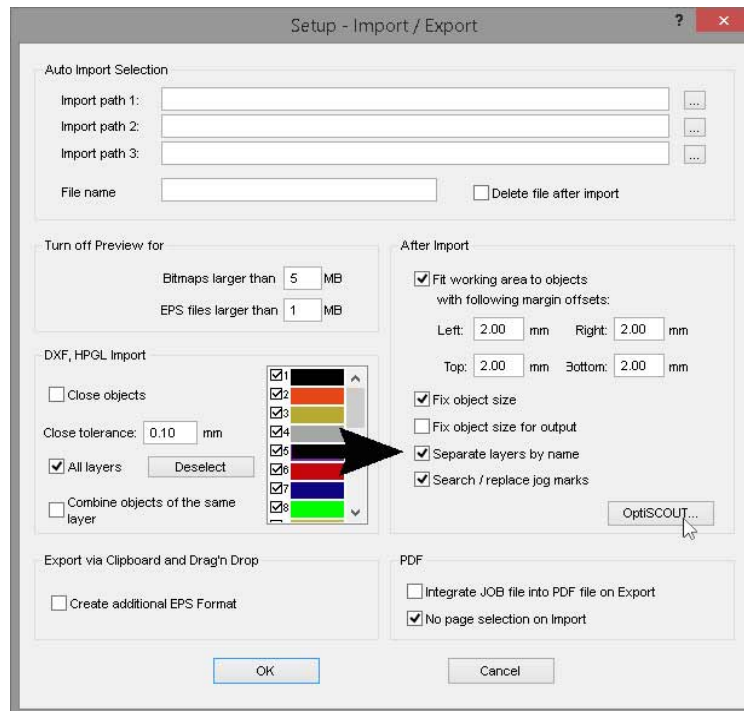 Setup - Import / Export
?
Auto Import Selection
Import path 1:
...
Import path 2:
...
Import path 3:
...
File name
Delete file after import
Turn off Preview for
Bitmaps larger than 5 MB
EPS files larger than 1 MB
After Import
Fit working area to objects
with following margin offsets:
Left: 2.00 mm Right: 2.00 mm
Top: 2.00 mm Bottom: 2.00 mm
Fix object size
Fix object size for output
Separate layers by name
Search / replace jog marks
OptiSCOUT...
DXF, HPGL Import
Close objects
Close tolerance: 0.10 mm
All layers Deselect
Combine objects of the same
layer
1
2
3
4
5
6
7
8
Export via Clipboard and Drag'n Drop
Create additional EPS Format
PDF
Integrate JOB file into PDF file on Export
No page selection on Import
OK
Cancel